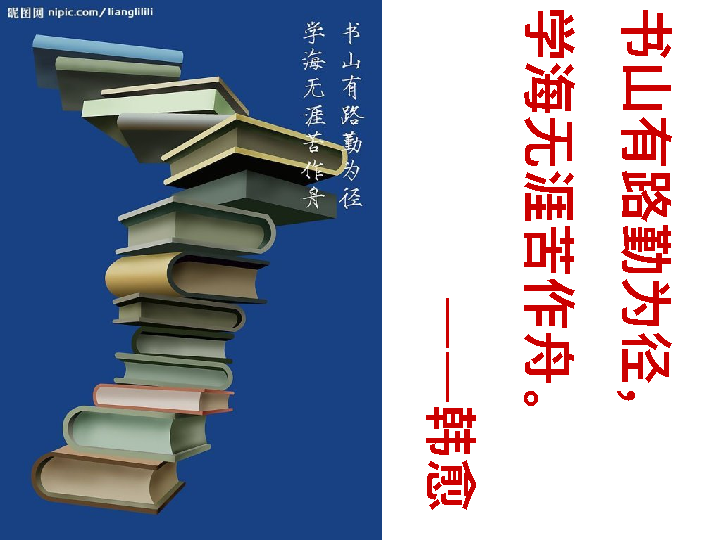 昵图网 nipic.com/lianglilili
书山有路勤为径
学海无涯苦作舟
书山有路勤为径，
学海无涯苦作舟。
——韩愈